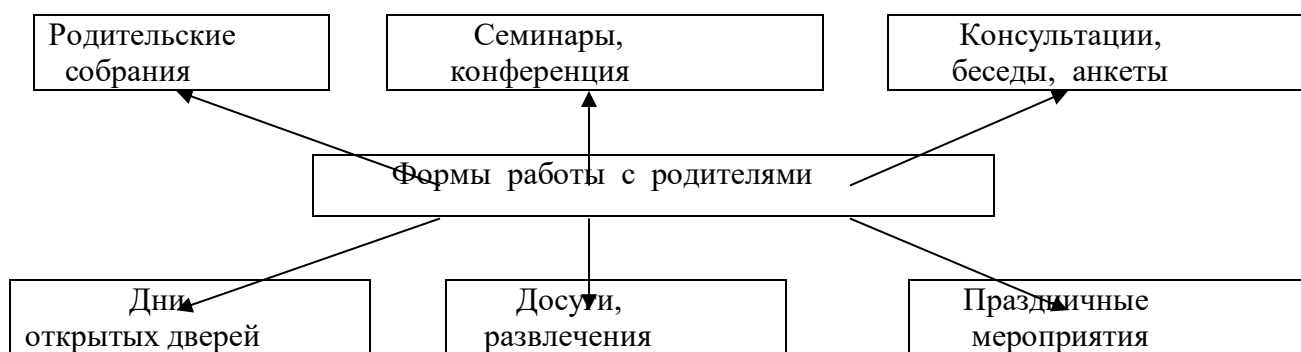 Родительские
собрания
Семинары,
конференция
Консультации,
беседы, анкеты
Формы работы с родителями
Дни
открытых дверей
Досуги,
развлечения
Праздничные
мероприятия